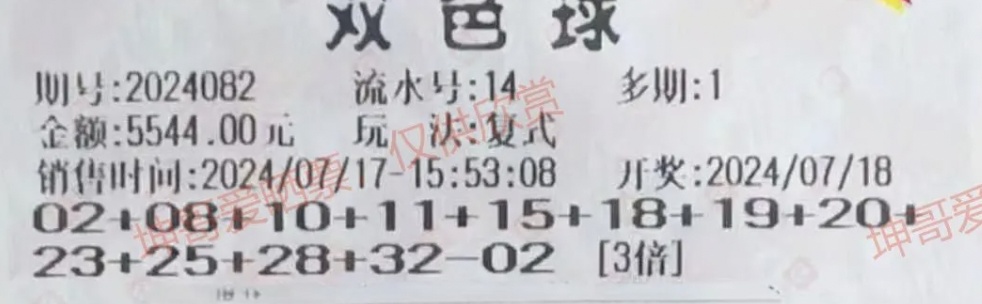 双色球
期号:2024082 流水号:14 多期:1
金额:5544.00元 玩 法:复式
销售时间:2024/07/17-15:53:08 开奖:2024/07/18
02+08+10+11+15+18+19+20+
23+25+28+32-02 [3倍]
坤哥爱 仅供欣赏
坤哥爱